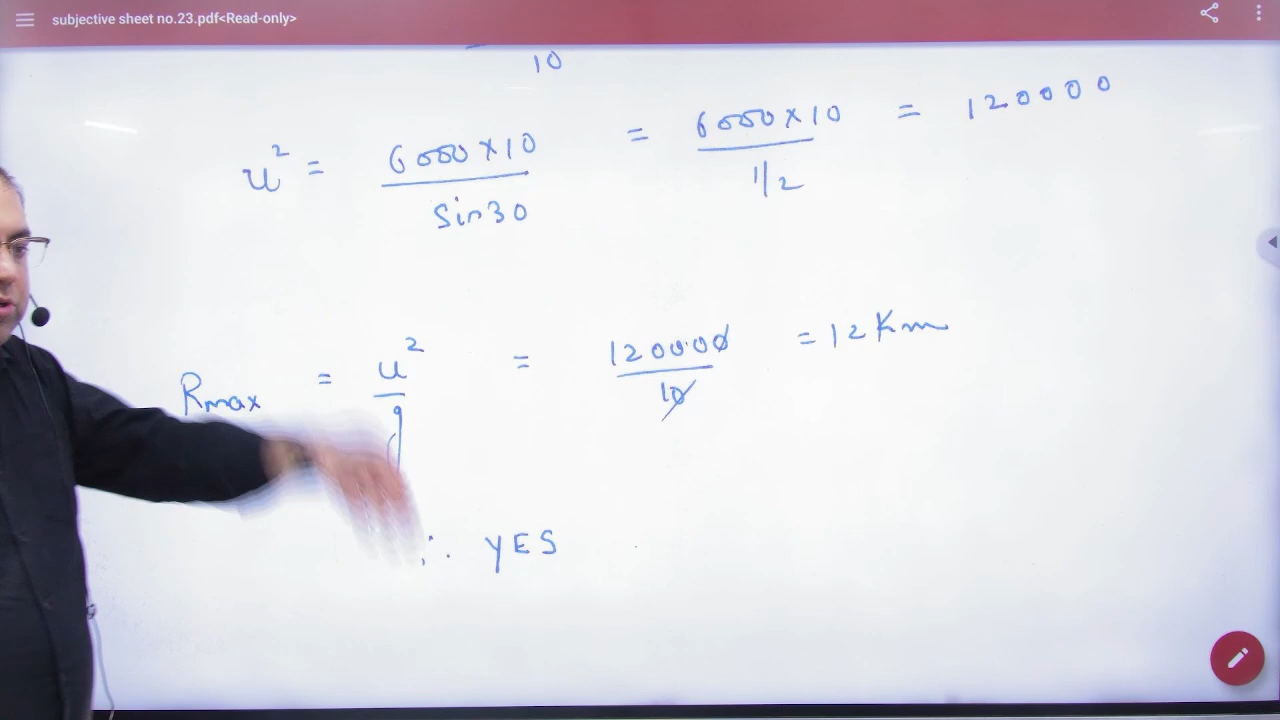 subjective sheet no.23.pdf<Read-only>
10
u² = 6000×10 / sin30 = 6000×10 / 1/2 = 120000
Rmax = u² / g = 120000 / 10 = 12 Km
∴ YES